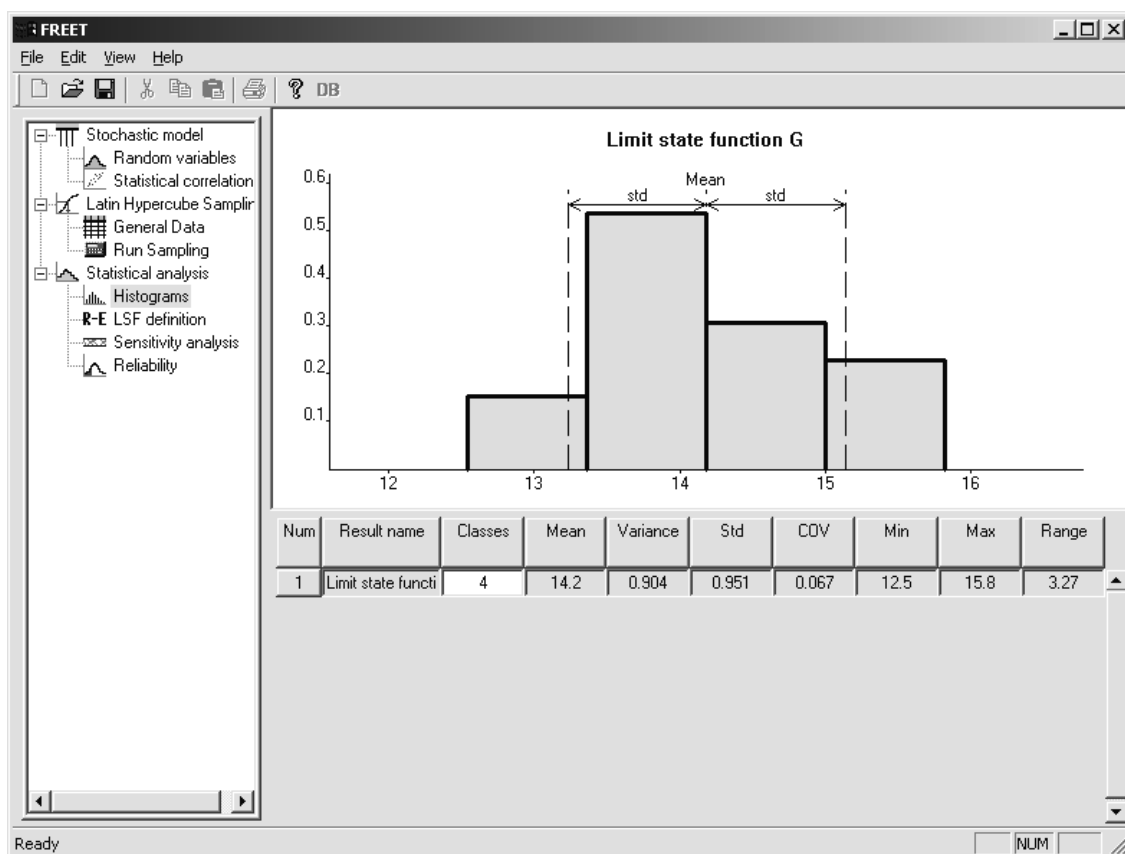 FREET
File Edit View Help
DB
Stochastic model
Random variables
Statistical correlation
Latin Hypercube Samplin
General Data
Run Sampling
Statistical analysis
Histograms
R-E LSF definition
Sensitivity analysis
Reliability
Limit state function G
Mean
std std
0.6
0.5
0.4
0.3
0.2
0.1
12 13 14 15 16
Num Result name Classes Mean Variance Std COV Min Max Range
1 Limit state functi 4 14.2 0.904 0.951 0.067 12.5 15.8 3.27
Ready NUM